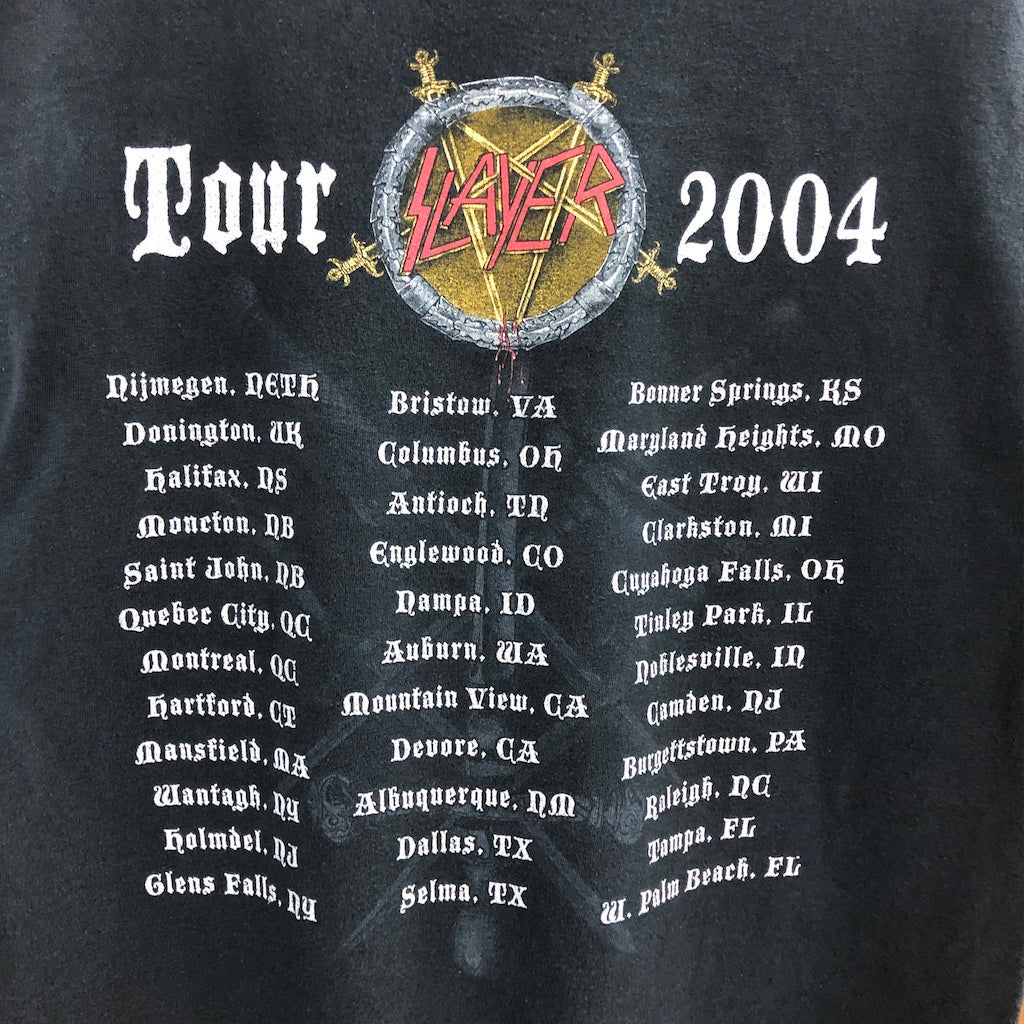 Tour SLAYER 2004
Nijmegen, NETH
Donington, UK
Halifax, NS
Moncton, NB
Saint John, NB
Quebec City, QC
Montreal, QC
Hartford, CT
Mansfield, MA
Wantagh, NY
Holmdel, NJ
Glens Falls, NY
Bristow, VA
Columbus, OH
Antioch, TN
Englewood, CO
Nampa, ID
Auburn, WA
Mountain View, CA
Devore, CA
Albuquerque, NM
Dallas, TX
Selma, TX
Bonner Springs, KS
Maryland Heights, MO
East Troy, WI
Clarkston, MI
Cuyahoga Falls, OH
Tinley Park, IL
Noblesville, IN
Camden, NJ
Burgettstown, PA
Raleigh, NC
Tampa, FL
W. Palm Beach, FL